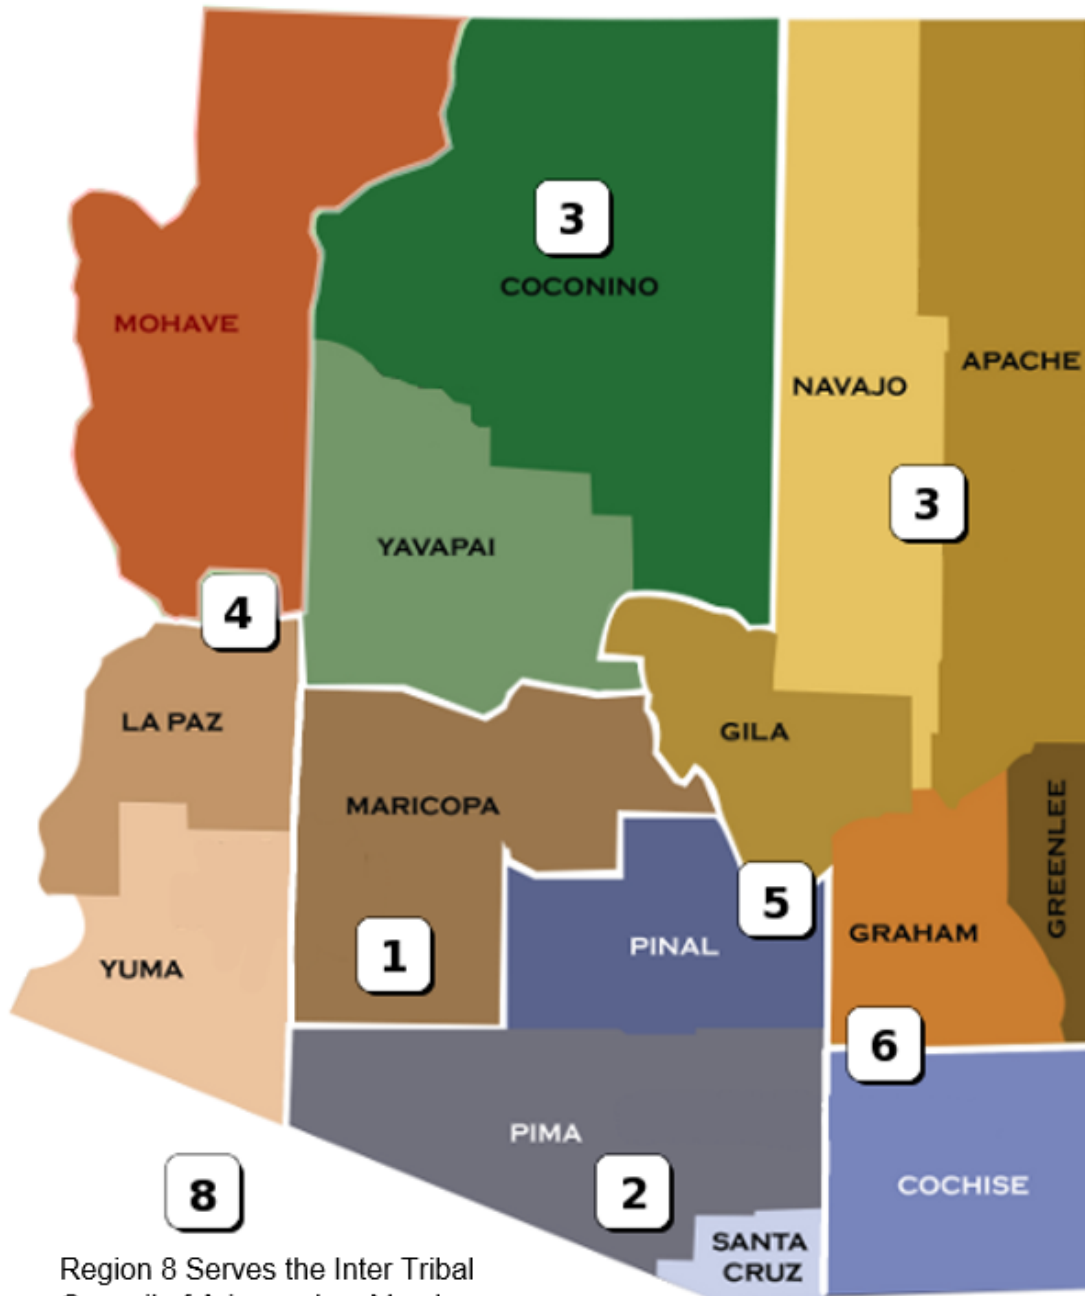 3
COCONINO
MOHAVE
APACHE
NAVAJO
3
YAVAPAI
4
LA PAZ
GILA
MARICOPA
GREENLEE
5
GRAHAM
PINAL
1
YUMA
6
PIMA
2
COCHISE
8
SANTA
CRUZ
Region 8 Serves the Inter Tribal